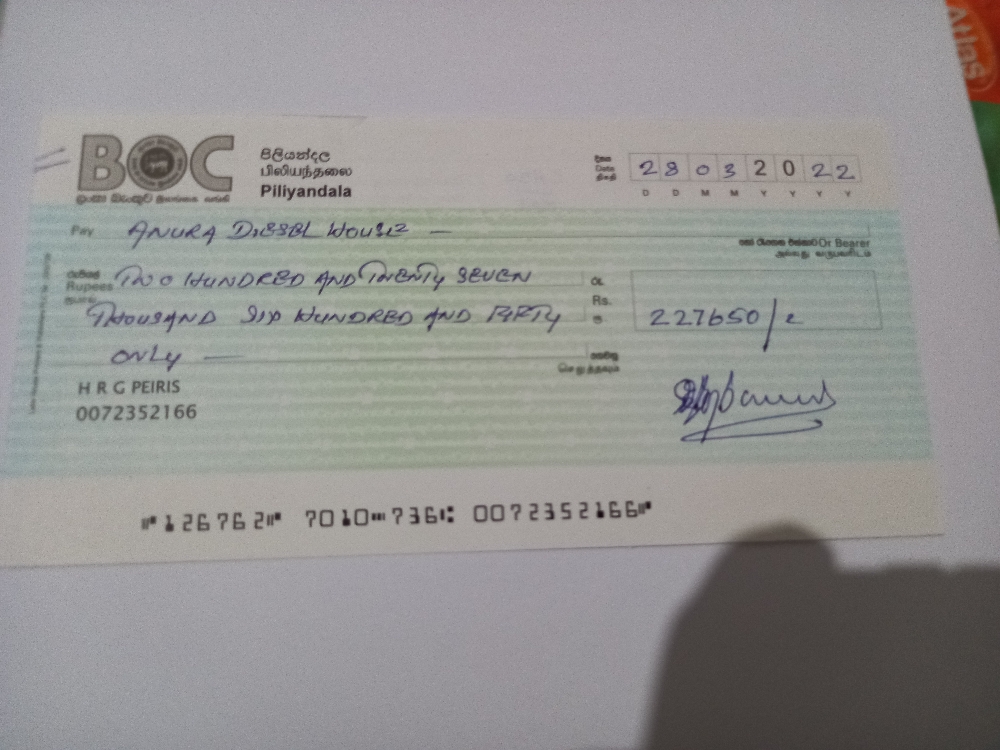 BOC
පිලියන්දල
பிலியந்தலை
Piliyandala
Date
28032022
D D M M Y Y Y Y
Pay ANURA DIESEL HOUSE —
Or Bearer
Rupees TWO HUNDRED AND TWENTY SEVEN
THOUSAND SIX HUNDRED AND FIFTY
ONLY —
රු.
Rs.
ரூ
227650/=
H R G PEIRIS
0072352166
⑈126762⑈ 7010⑉736⑆ 0072352166⑈
Atlas